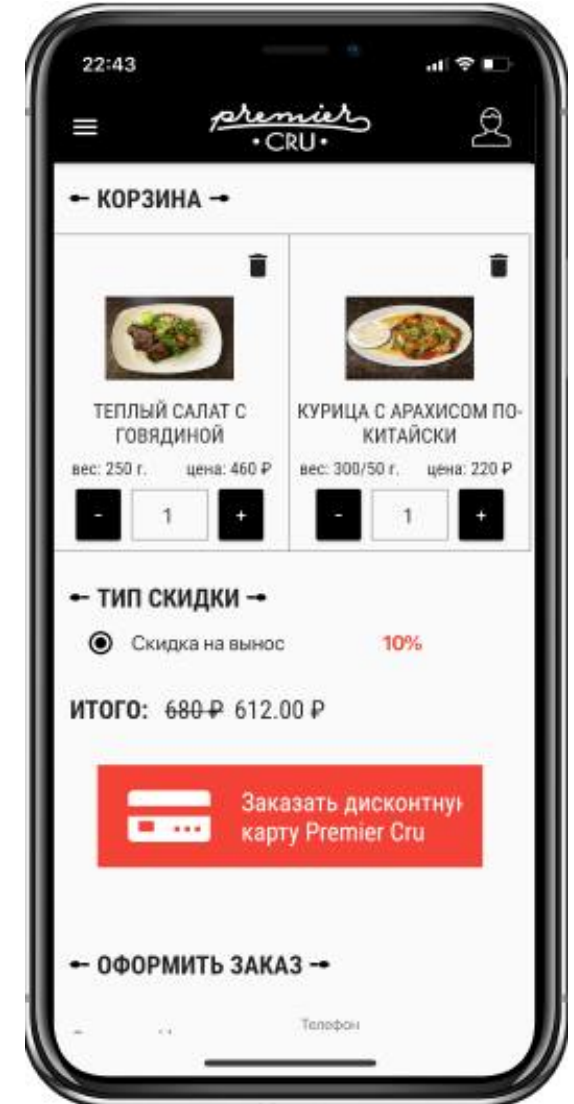 22:43
premier
• CRU •
КОРЗИНА
ТЕПЛЫЙ САЛАТ С
ГОВЯДИНОЙ
вес: 250 г. цена: 460 ₽
- 1 +
КУРИЦА С АРАХИСОМ ПО-
КИТАЙСКИ
вес: 300/50 г. цена: 220 ₽
- 1 +
ТИП СКИДКИ
Скидка на вынос 10%
ИТОГО: 680 ₽ 612.00 ₽
Заказать дисконтну
карту Premier Cru
ОФОРМИТЬ ЗАКАЗ
Телефон